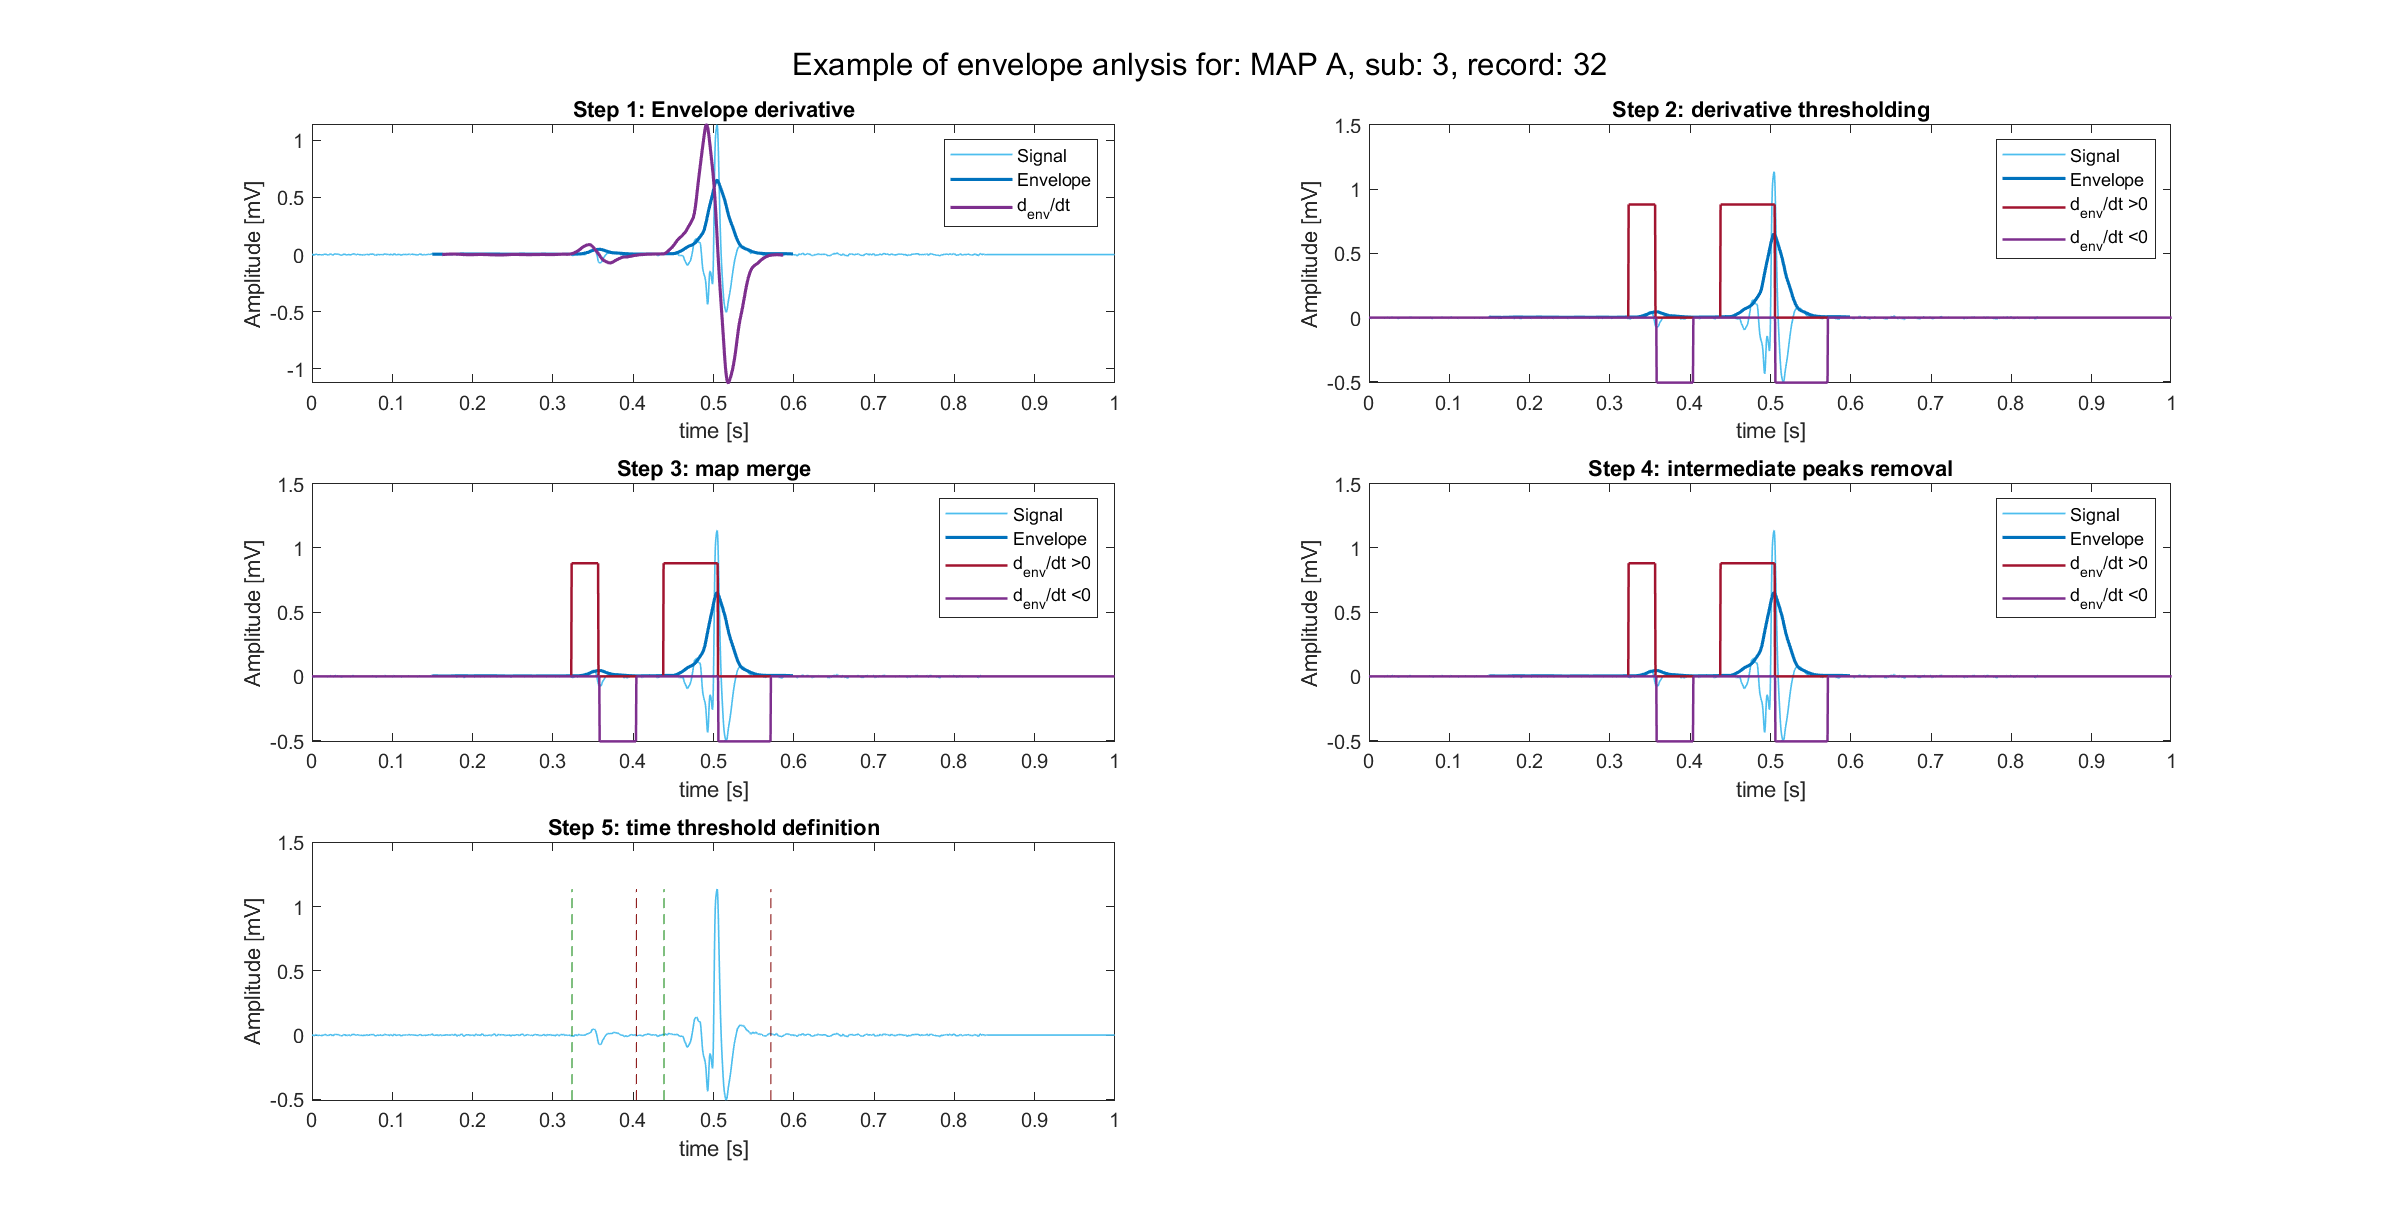 Example of envelope anlysis for: MAP A, sub: 3, record: 32
Step 1: Envelope derivative
Amplitude [mV]
1
0.5
0
-0.5
-1
Signal
Envelope
d_env/dt
0 0.1 0.2 0.3 0.4 0.5 0.6 0.7 0.8 0.9 1
time [s]
Step 2: derivative thresholding
Amplitude [mV]
1.5
1
0.5
0
-0.5
Signal
Envelope
d_env/dt >0
d_env/dt <0
0 0.1 0.2 0.3 0.4 0.5 0.6 0.7 0.8 0.9 1
time [s]
Step 3: map merge
Amplitude [mV]
1.5
1
0.5
0
-0.5
Signal
Envelope
d_env/dt >0
d_env/dt <0
0 0.1 0.2 0.3 0.4 0.5 0.6 0.7 0.8 0.9 1
time [s]
Step 4: intermediate peaks removal
Amplitude [mV]
1.5
1
0.5
0
-0.5
Signal
Envelope
d_env/dt >0
d_env/dt <0
0 0.1 0.2 0.3 0.4 0.5 0.6 0.7 0.8 0.9 1
time [s]
Step 5: time threshold definition
Amplitude [mV]
1.5
1
0.5
0
-0.5
0 0.1 0.2 0.3 0.4 0.5 0.6 0.7 0.8 0.9 1
time [s]